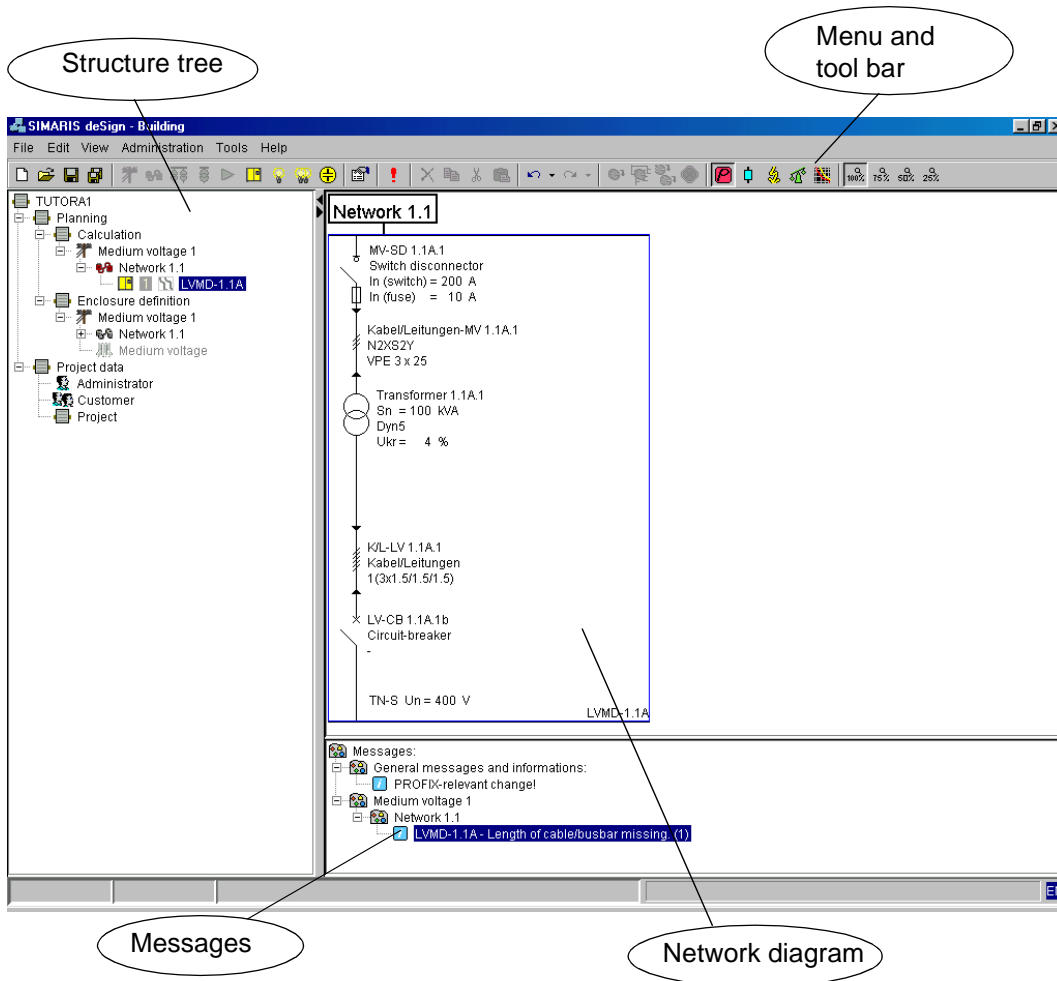 Structure tree
Menu and
tool bar
SIMARIS deSign - Building
File Edit View Administration Tools Help
100% 75% 50% 25%
TUTORA1
Planning
Calculation
Medium voltage 1
Network 1.1
LVMD-1.1A
Enclosure definition
Medium voltage 1
Network 1.1
Medium voltage
Project data
Administrator
Customer
Project
Network 1.1
MV-SD 1.1A.1
Switch disconnector
In (switch) = 200 A
In (fuse) = 10 A
Kabel/Leitungen-MV 1.1A.1
N2XS2Y
VPE 3 x 25
Transformer 1.1A.1
Sn = 100 kVA
Dyn5
Ukr = 4 %
K/L-LV 1.1A.1
Kabel/Leitungen
1(3x1.5/1.5/1.5)
LV-CB 1.1A.1b
Circuit-breaker
-
TN-S Un = 400 V
LVMD-1.1A
Messages:
General messages and informations:
PROFIX-relevant change!
Medium voltage 1
Network 1.1
LVMD-1.1A - Length of cable/busbar missing. (1)
Messages
Network diagram